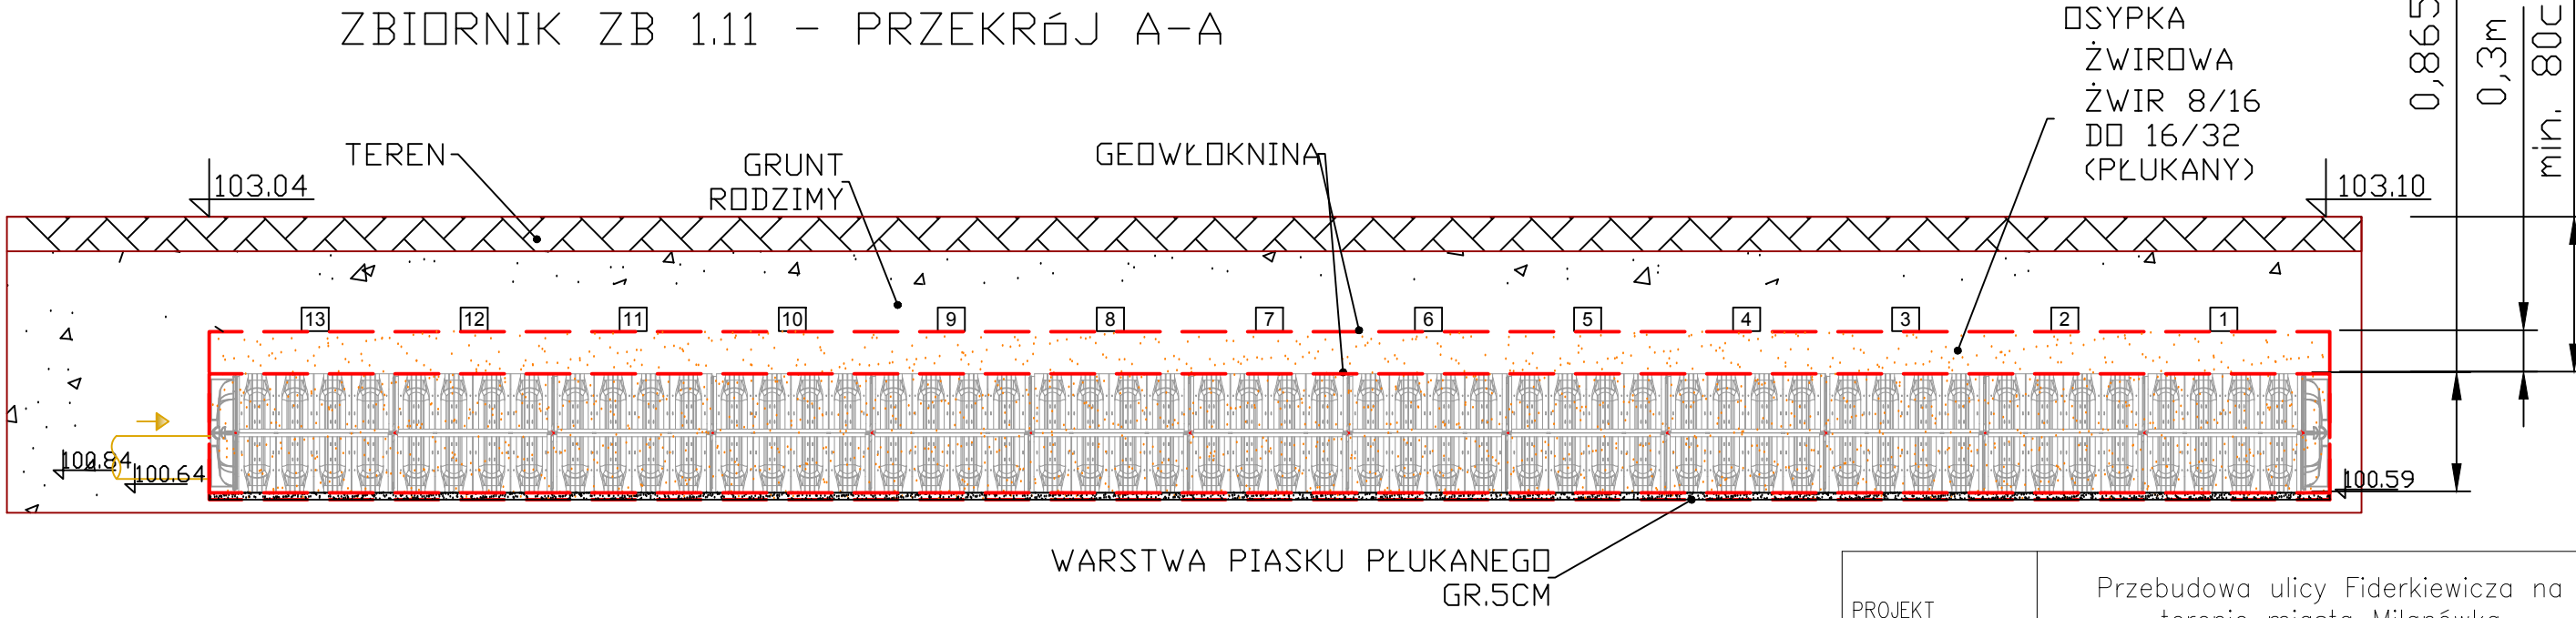 ZBIORNIK ZB 1.11 - PRZEKRóJ A-A
OSYPKA
ŻWIROWA
ŻWIR 8/16
DO 16/32
(PŁUKANY)
0,865
0,3m
min. 80c
TEREN
GRUNT
RODZIMY
GEOWŁOKNINA
103.04
103.10
13 12 11 10 9 8 7 6 5 4 3 2 1
100.84
100.64
100.59
WARSTWA PIASKU PŁUKANEGO
GR.5CM
PROJEKT
Przebudowa ulicy Fiderkiewicza na
terenie miasta Milanówka